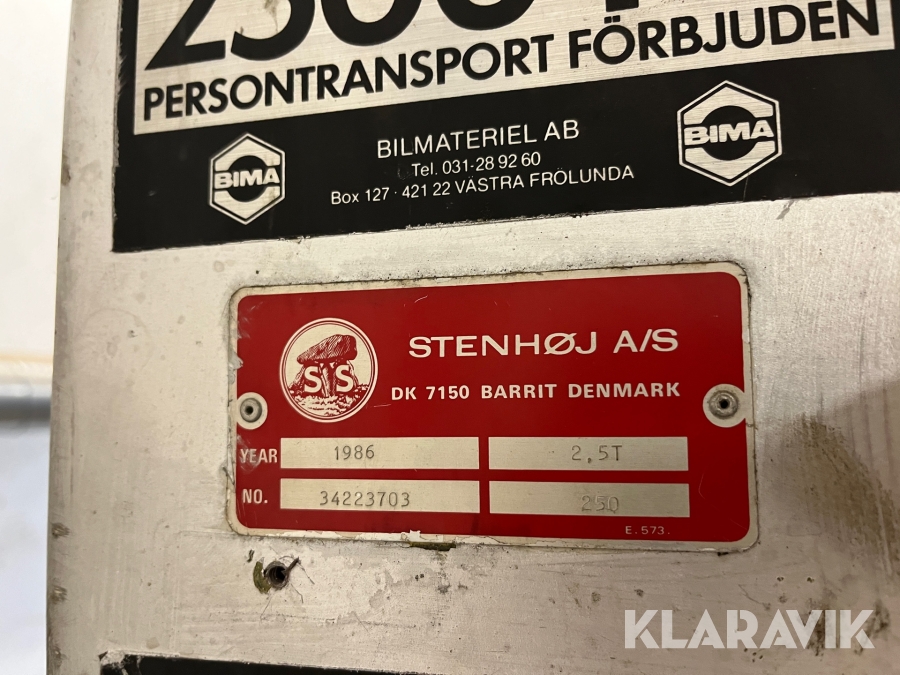 PERSONTRANSPORT FÖRBJUDEN
BIMA
BILMATERIEL AB
Tel. 031-28 92 60
Box 127 · 421 22 VÄSTRA FRÖLUNDA
BIMA
S S
STENHØJ A/S
DK 7150 BARRIT DENMARK
YEAR 1986 2,5T
NO. 34223703 250
E.573.
KLARAVIK